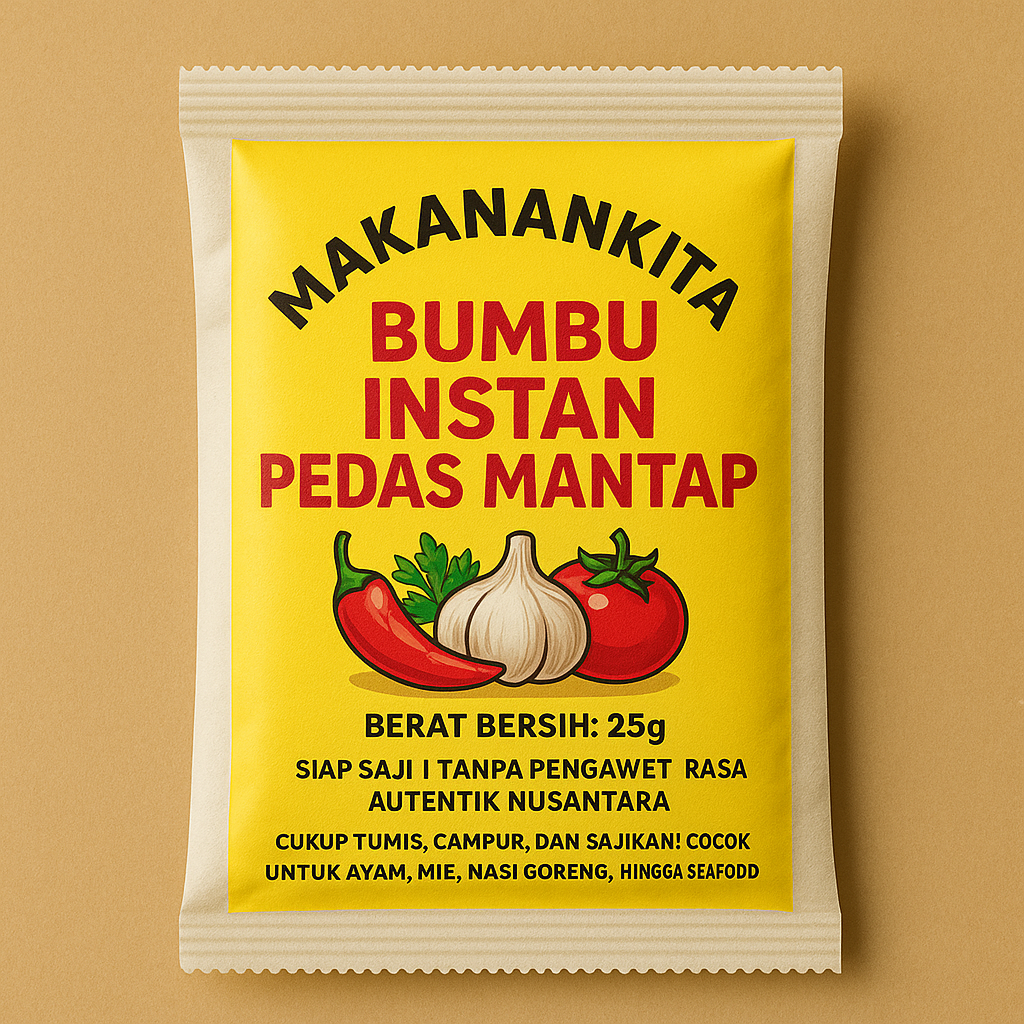 MAKANANKITA
BUMBU
INSTAN
PEDAS MANTAP
BERAT BERSIH: 25g
SIAP SAJI I TANPA PENGAWET RASA
AUTENTIK NUSANTARA
CUKUP TUMIS, CAMPUR, DAN SAJIKAN! COCOK
UNTUK AYAM, MIE, NASI GORENG, HINGGA SEAFODD